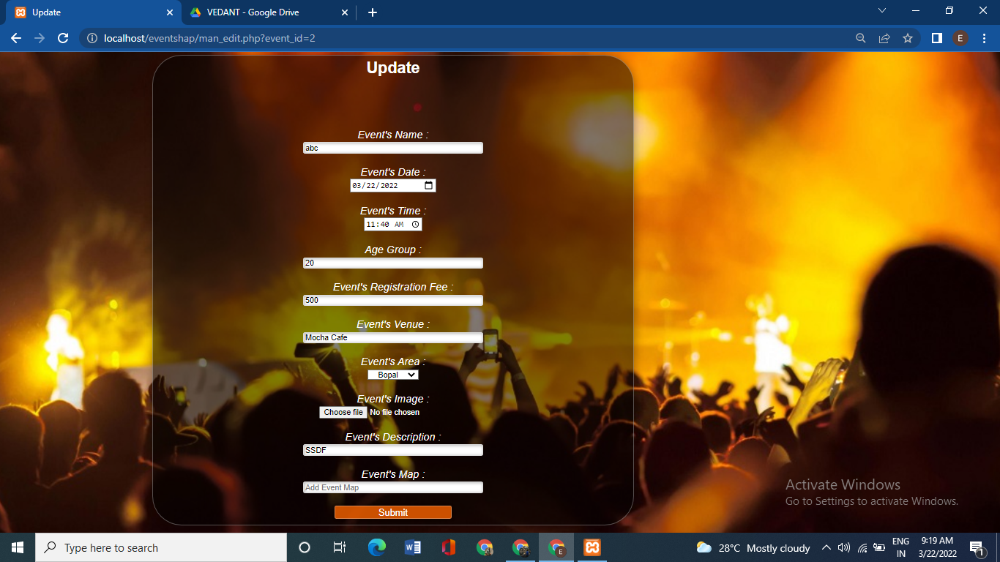 Update
VEDANT - Google Drive
localhost/eventshap/man_edit.php?event_id=2
E
Update
Event's Name :
abc
Event's Date :
03/22/2022
Event's Time :
11:40 AM
Age Group :
20
Event's Registration Fee :
500
Event's Venue :
Mocha Cafe
Event's Area :
Bopal
Event's Image :
Choose file No file chosen
Event's Description :
SSDF
Event's Map :
Add Event Map
Submit
Activate Windows
Go to Settings to activate Windows.
Type here to search
E
28°C Mostly cloudy
ENG
IN
9:19 AM
3/22/2022
1